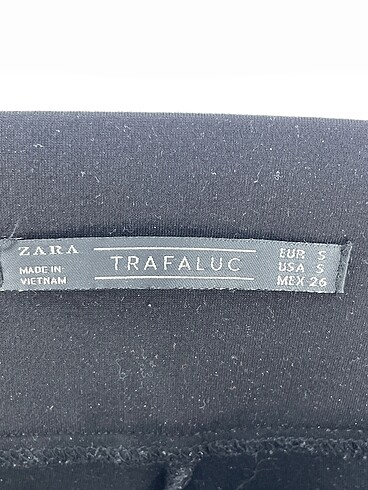 ZARA
MADE IN
VIETNAM
TRAFALUC
EUR S
USA S
MEX 26